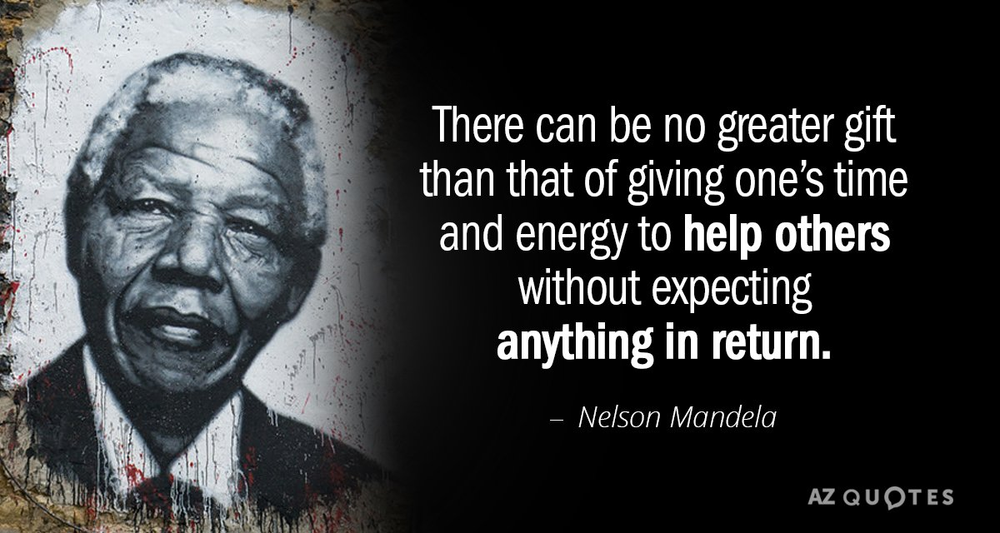 There can be no greater gift
than that of giving one’s time
and energy to help others
without expecting
anything in return.
– Nelson Mandela
AZ QUOTES